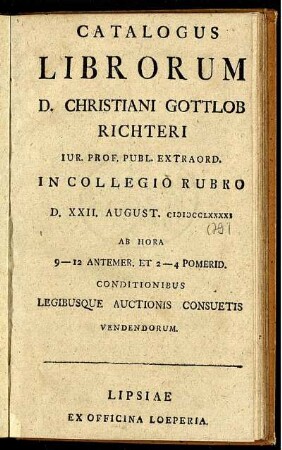 CATALOGUS
LIBRORUM
D. CHRISTIANI GOTTLOB
RICHTERI
IUR. PROF. PUBL. EXTRAORD.
IN COLLEGIO RUBRO
D. XXII. AUGUST. CIƆIƆCCLXXXXI
1791
AB HORA
9—12 ANTEMER. ET 2—4 POMERID.
CONDITIONIBUS
LEGIBUSQUE AUCTIONIS CONSUETIS
VENDENDORUM.
LIPSIAE
EX OFFICINA LOEPERIA.